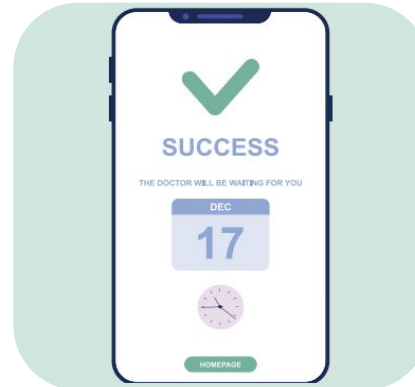 SUCCESS
THE DOCTOR WILL BE WAITING FOR YOU
DEC
17
HOMEPAGE